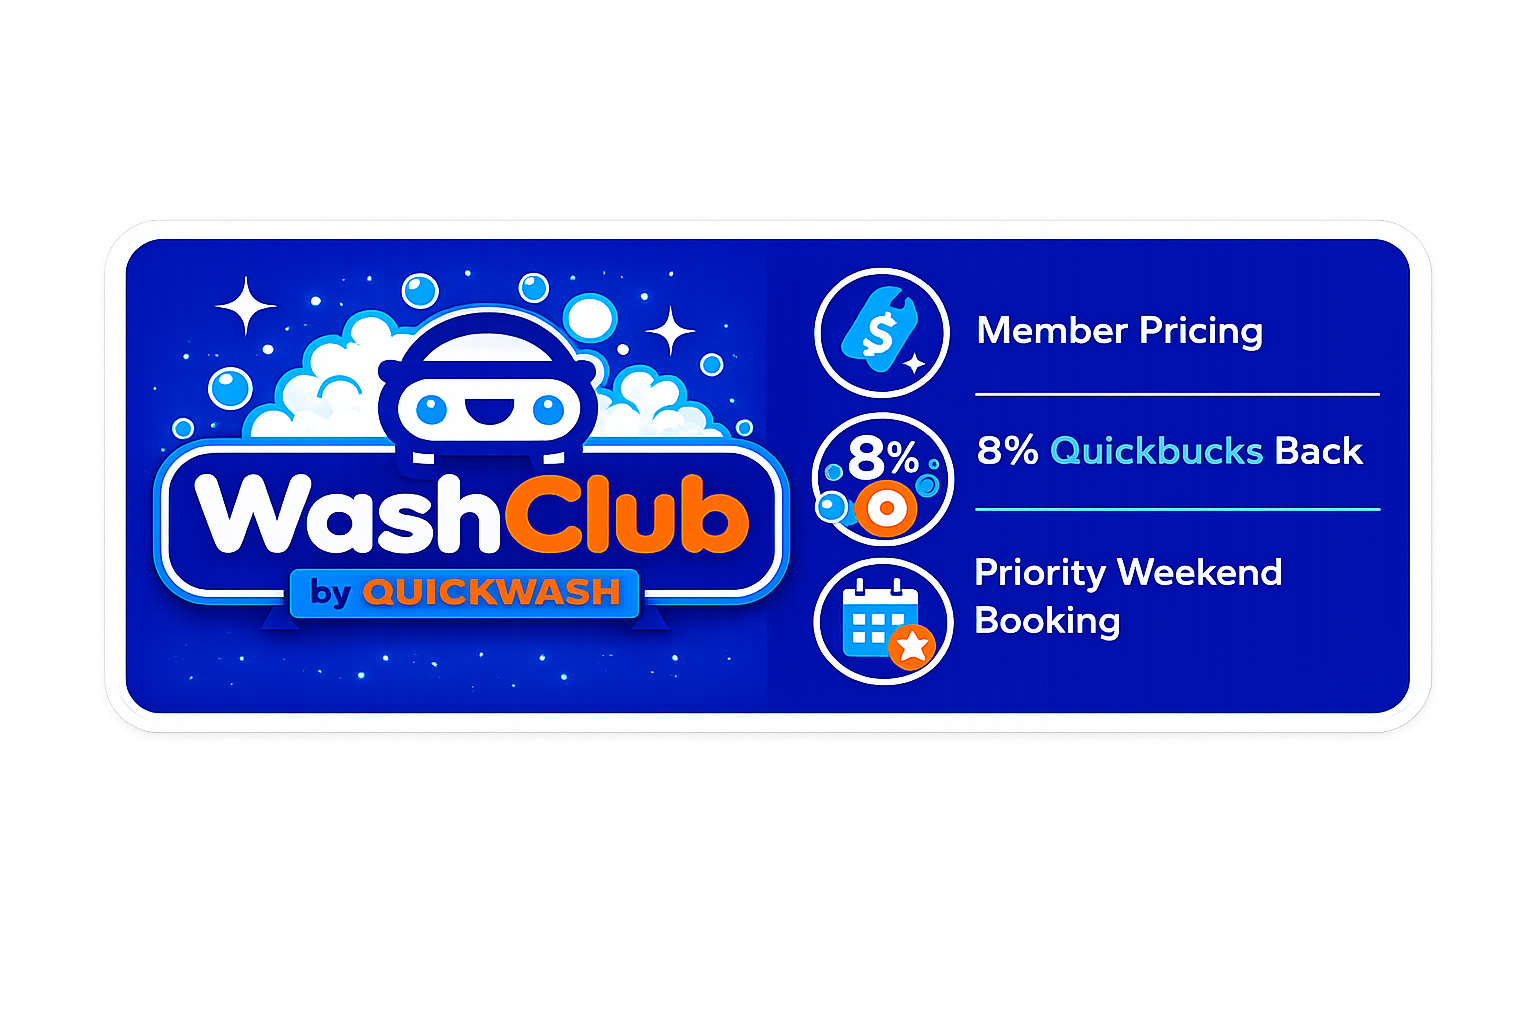 WashClub
by QUICKWASH
$
Member Pricing
8%
8% Quickbucks Back
Priority Weekend
Booking